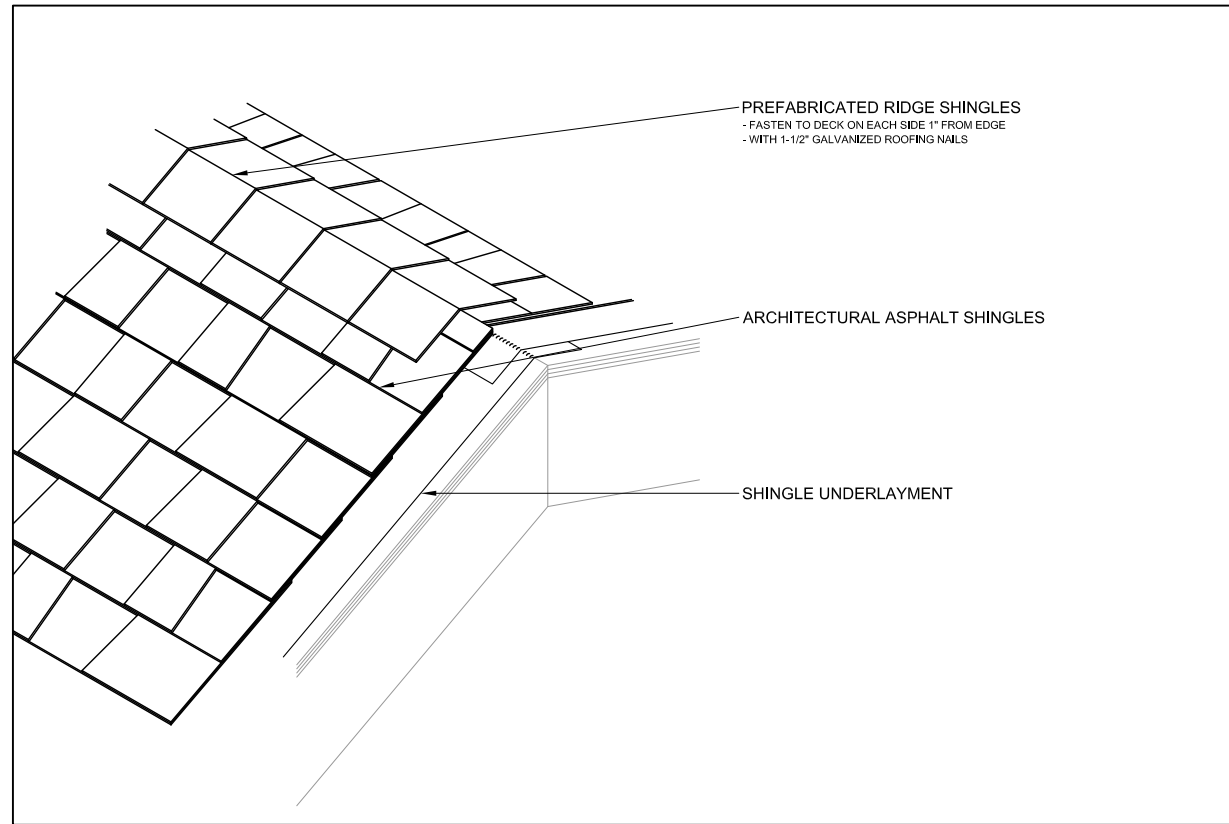 PREFABRICATED RIDGE SHINGLES
- FASTEN TO DECK ON EACH SIDE 1" FROM EDGE
- WITH 1-1/2" GALVANIZED ROOFING NAILS
ARCHITECTURAL ASPHALT SHINGLES
SHINGLE UNDERLAYMENT